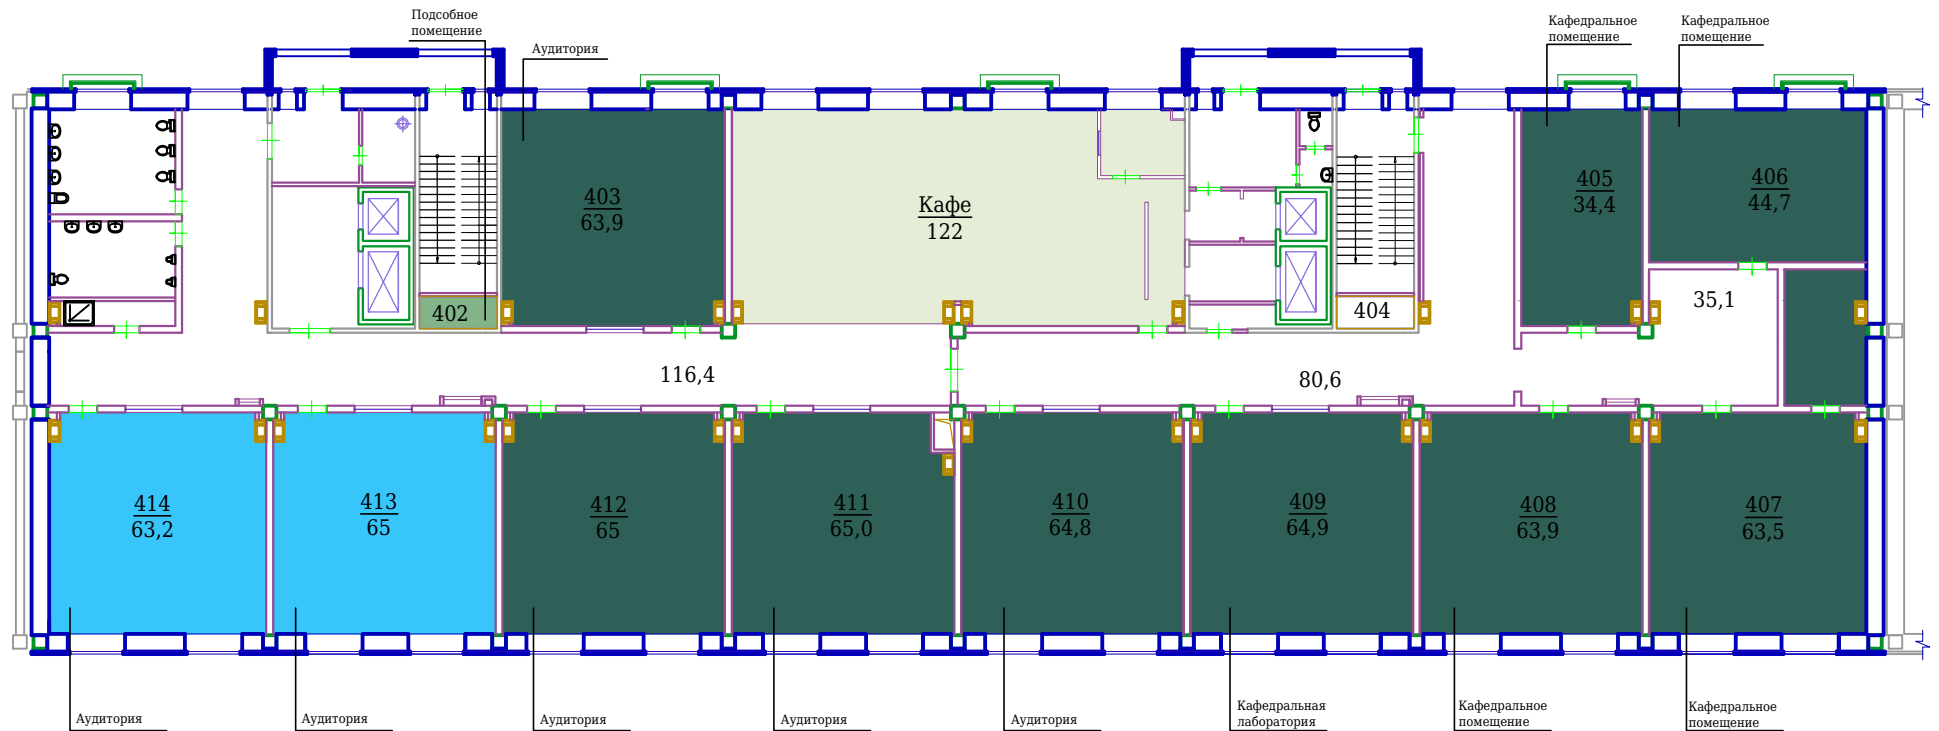 Подсобное
помещение
Аудитория
Кафедральное
помещение
Кафедральное
помещение
403
63,9
Кафе
122
405
34,4
406
44,7
402
404
35,1
116,4
80,6
414
63,2
413
65
412
65
411
65,0
410
64,8
409
64,9
408
63,9
407
63,5
Аудитория
Аудитория
Аудитория
Аудитория
Аудитория
Кафедральная
лаборатория
Кафедральное
помещение
Кафедральное
помещение